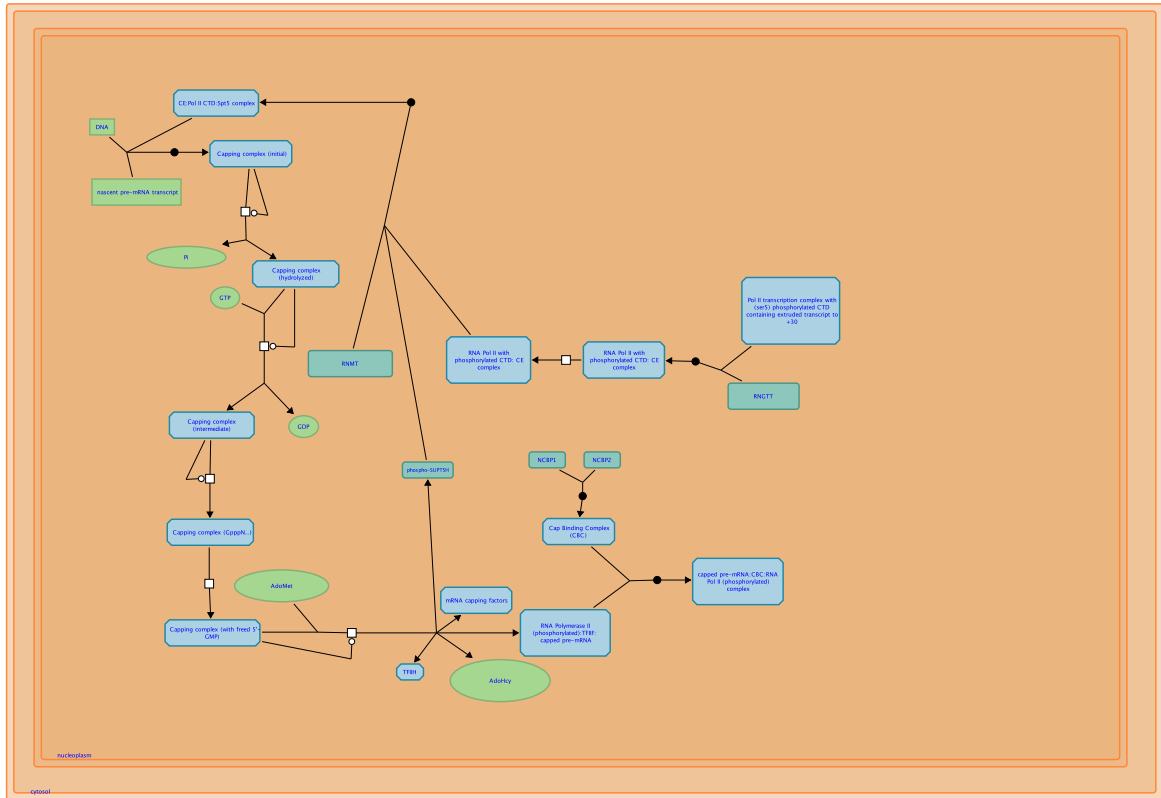 CE:Pol II CTD:Spt5 complex
DNA
Capping complex (initial)
nascent pre-mRNA transcript
Pi
Capping complex
(hydrolyzed)
GTP
Pol II transcription complex with
(ser5) phosphorylated CTD
containing extruded transcript to
+30
RNMT
RNA Pol II with
phosphorylated CTD: CE
complex
RNA Pol II with
phosphorylated CTD: CE
complex
RNGTT
Capping complex
(intermediate)
GDP
phospho-SUPT5H
NCBP1
NCBP2
Capping complex (GpppN..)
Cap Binding Complex
(CBC)
AdoMet
mRNA capping factors
capped pre-mRNA:CBC:RNA
Pol II (phosphorylated)
complex
Capping complex (with freed 5'-
GMP)
RNA Polymerase II
(phosphorylated):TFIIF:
capped pre-mRNA
TFIIH
AdoHcy
nucleoplasm
cytosol